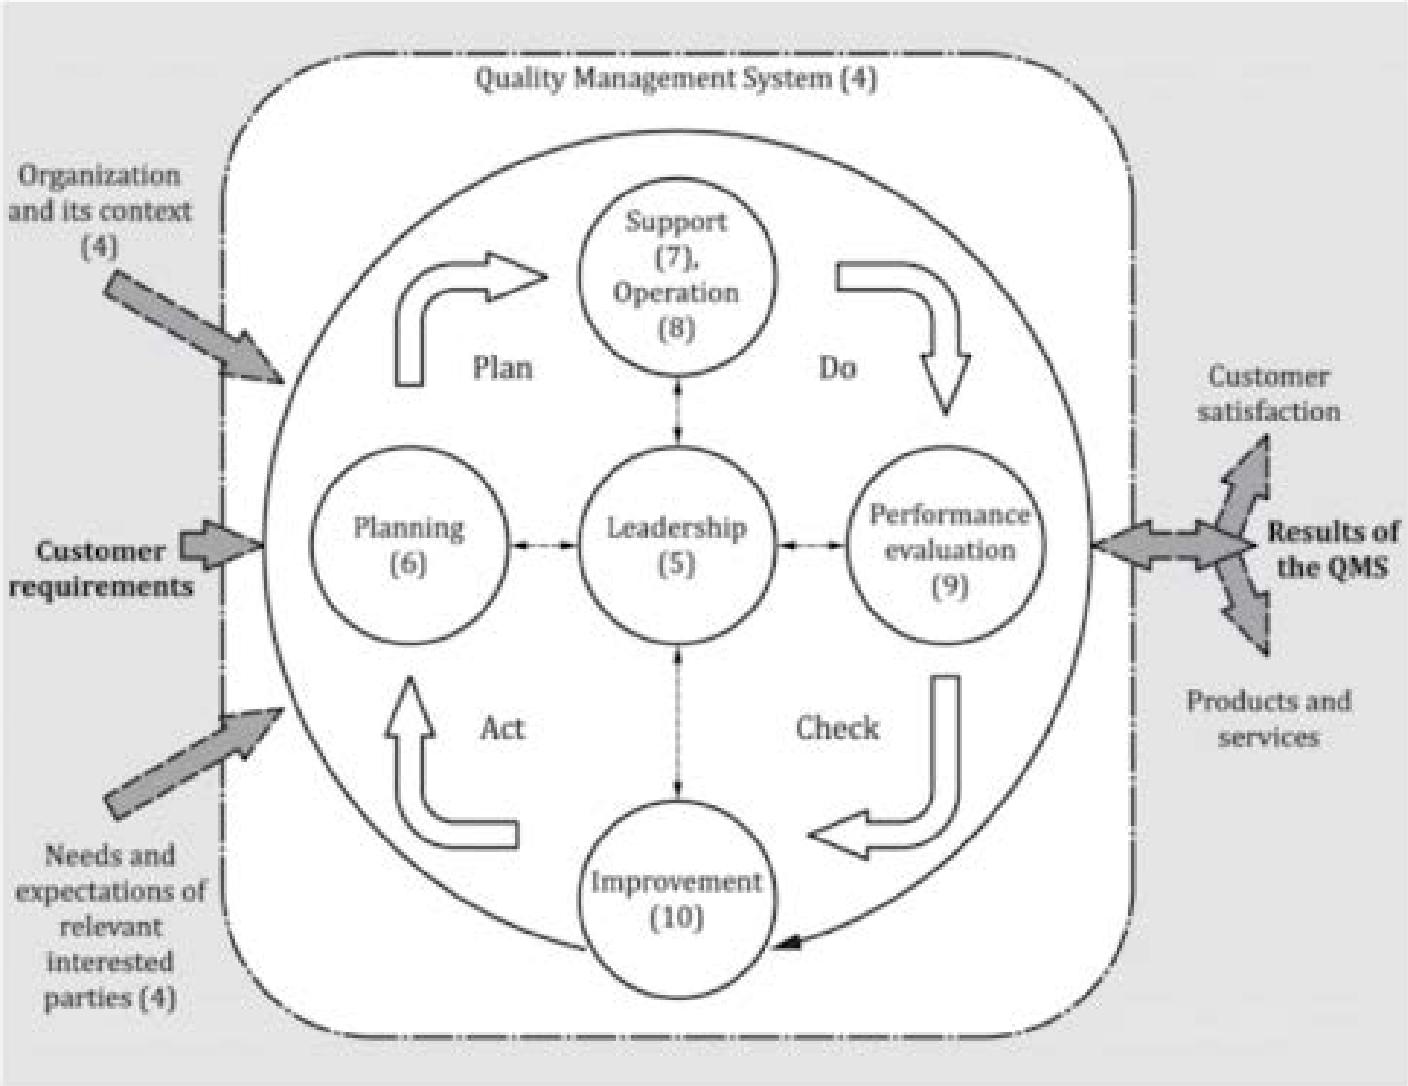 Quality Management System (4)
Organization
and its context
(4)
Support
(7),
Operation
(8)
Plan
Do
Customer
satisfaction
Planning
(6)
Leadership
(5)
Performance
evaluation
(9)
Customer
requirements
Results of
the QMS
Act
Check
Products and
services
Needs and
expectations of
relevant
interested
parties (4)
Improvement
(10)